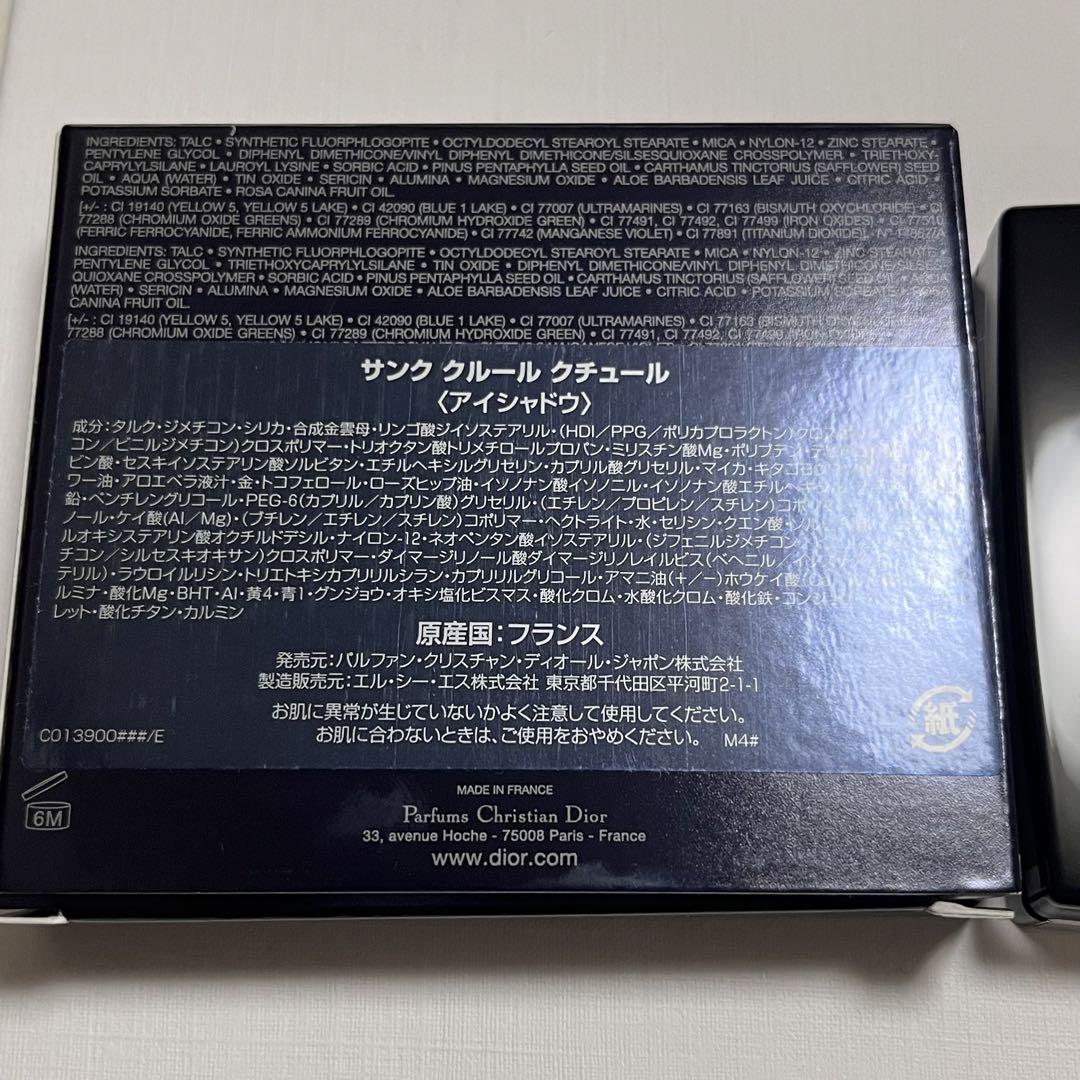 INGREDIENTS: TALC • SYNTHETIC FLUORPHLOGOPITE • OCTYLDODECYL STEAROYL STEARATE • MICA • NYLON-12 • ZINC STEARATE •
PENTYLENE GLYCOL • DIPHENYL DIMETHICONE/VINYL DIPHENYL DIMETHICONE/SILSESQUIOXANE CROSSPOLYMER • TRIETHOXY-
CAPRYLYLSILANE • LAUROYL LYSINE • SORBIC ACID • PINUS PENTAPHYLLA SEED OIL • CARTHAMUS TINCTORIUS (SAFFLOWER) SEED
OIL • AQUA (WATER) • TIN OXIDE • SERICIN • ALUMINA • MAGNESIUM OXIDE • ALOE BARBADENSIS LEAF JUICE • CITRIC ACID •
POTASSIUM SORBATE • ROSA CANINA FRUIT OIL.
[+/- : CI 19140 (YELLOW 5, YELLOW 5 LAKE) • CI 42090 (BLUE 1 LAKE) • CI 77007 (ULTRAMARINES) • CI 77163 (BISMUTH OXYCHLORIDE) • CI
77288 (CHROMIUM OXIDE GREENS) • CI 77289 (CHROMIUM HYDROXIDE GREEN) • CI 77491, CI 77492, CI 77499 (IRON OXIDES) • CI 77510
(FERRIC FERROCYANIDE, FERRIC AMMONIUM FERROCYANIDE) • CI 77742 (MANGANESE VIOLET) • CI 77891 (TITANIUM DIOXIDE)].
INGREDIENTS: TALC • SYNTHETIC FLUORPHLOGOPITE • OCTYLDODECYL STEAROYL STEARATE • MICA • NYLON-12 • ZINC STEARATE
PENTYLENE GLYCOL • TRIETHOXYCAPRYLYLSILANE • TIN OXIDE • DIPHENYL DIMETHICONE/VINYL DIPHENYL DIMETHICONE/SILSES-
QUIOXANE CROSSPOLYMER • SORBIC ACID • PINUS PENTAPHYLLA SEED OIL • CARTHAMUS TINCTORIUS (SAFFLOWER) SEED
(WATER) • SERICIN • ALUMINA • MAGNESIUM OXIDE • ALOE BARBADENSIS LEAF JUICE • CITRIC ACID • POTASSIUM SORBATE •
CANINA FRUIT OIL.
[+/- : CI 19140 (YELLOW 5, YELLOW 5 LAKE) • CI 42090 (BLUE 1 LAKE) • CI 77007 (ULTRAMARINES) • CI 77163 (BISMUTH
77288 (CHROMIUM OXIDE GREENS) • CI 77289 (CHROMIUM HYDROXIDE GREEN) • CI 77491, CI 77492, CI
サンク クルール クチュール
〈アイシャドウ〉
成分:タルク・ジメチコン・シリカ・合成金雲母・リンゴ酸ジイソステアリル・(HDI/PPG/ポリカプロラクトン)クロスポ
コン/ビニルジメチコン)クロスポリマー・トリオクタン酸トリメチロールプロパン・ミリスチン酸Mg・ポリブテン・
ビン酸・セスキイソステアリン酸ソルビタン・エチルヘキシルグリセリン・カプリル酸グリセリル・マイカ・キタゴヨウ
ワー油・アロエベラ液汁・金・トコフェロール・ローズヒップ油・イソノナン酸イソノニル・イソノナン酸エチルヘキ
鉛・ペンチレングリコール・PEG-6(カプリル/カプリン酸)グリセリル・(エチレン/プロピレン/スチレン)コポ
ノール・ケイ酸(Al/Mg)・(ブチレン/エチレン/スチレン)コポリマー・ヘクトライト・水・セリシン・クエン酸・
ルオキシステアリン酸オクチルドデシル・ナイロン-12・ネオペンタン酸イソステアリル・(ジフェニルジメチコン
チコン/シルセスキオキサン)クロスポリマー・ダイマージリノール酸ダイマージリノレイルビス(ベヘニル/イソ
テリル)・ラウロイルリシン・トリエトキシカプリリルシラン・カプリリルグリコール・アマニ油(+/-)ホウケイ酸
ルミナ・酸化Mg・BHT・Al・黄4・青1・グンジョウ・オキシ塩化ビスマス・酸化クロム・水酸化クロム・酸化鉄・コンジョ
レット・酸化チタン・カルミン
原産国:フランス
発売元:パルファン・クリスチャン・ディオール・ジャポン株式会社
製造販売元:エル・シー・エス株式会社 東京都千代田区平河町2-1-1
お肌に異常が生じていないかよく注意して使用してください。
お肌に合わないときは、ご使用をおやめください。 M4#
C013900###/E
紙
6M
MADE IN FRANCE
Parfums Christian Dior
33, avenue Hoche - 75008 Paris - France
www.dior.com